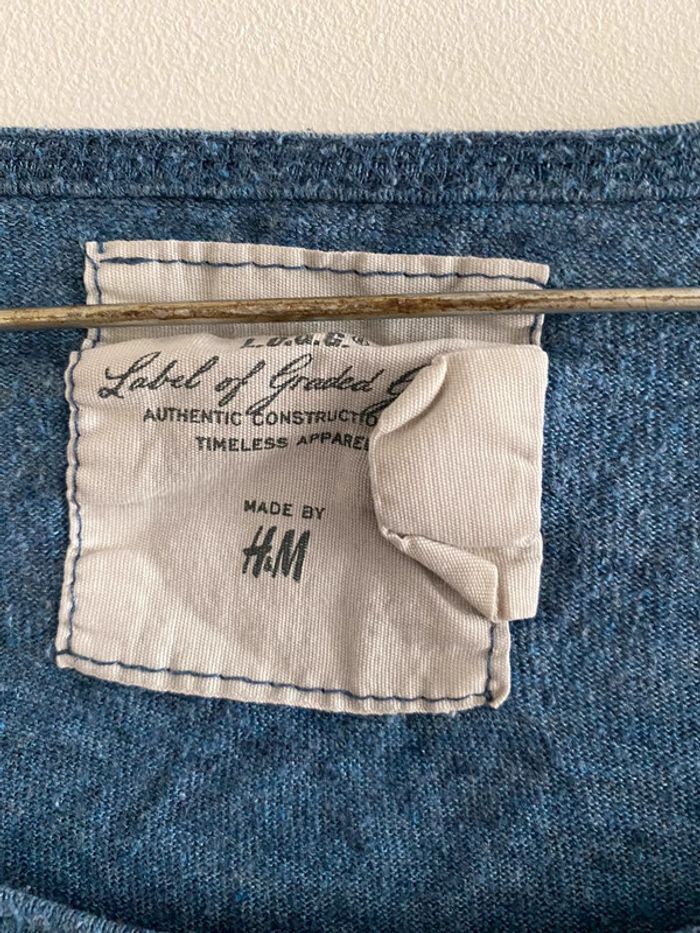 L.O.G.G.
Label of Graded G
AUTHENTIC CONSTRUCTIO
TIMELESS APPAREL
MADE BY
H&M